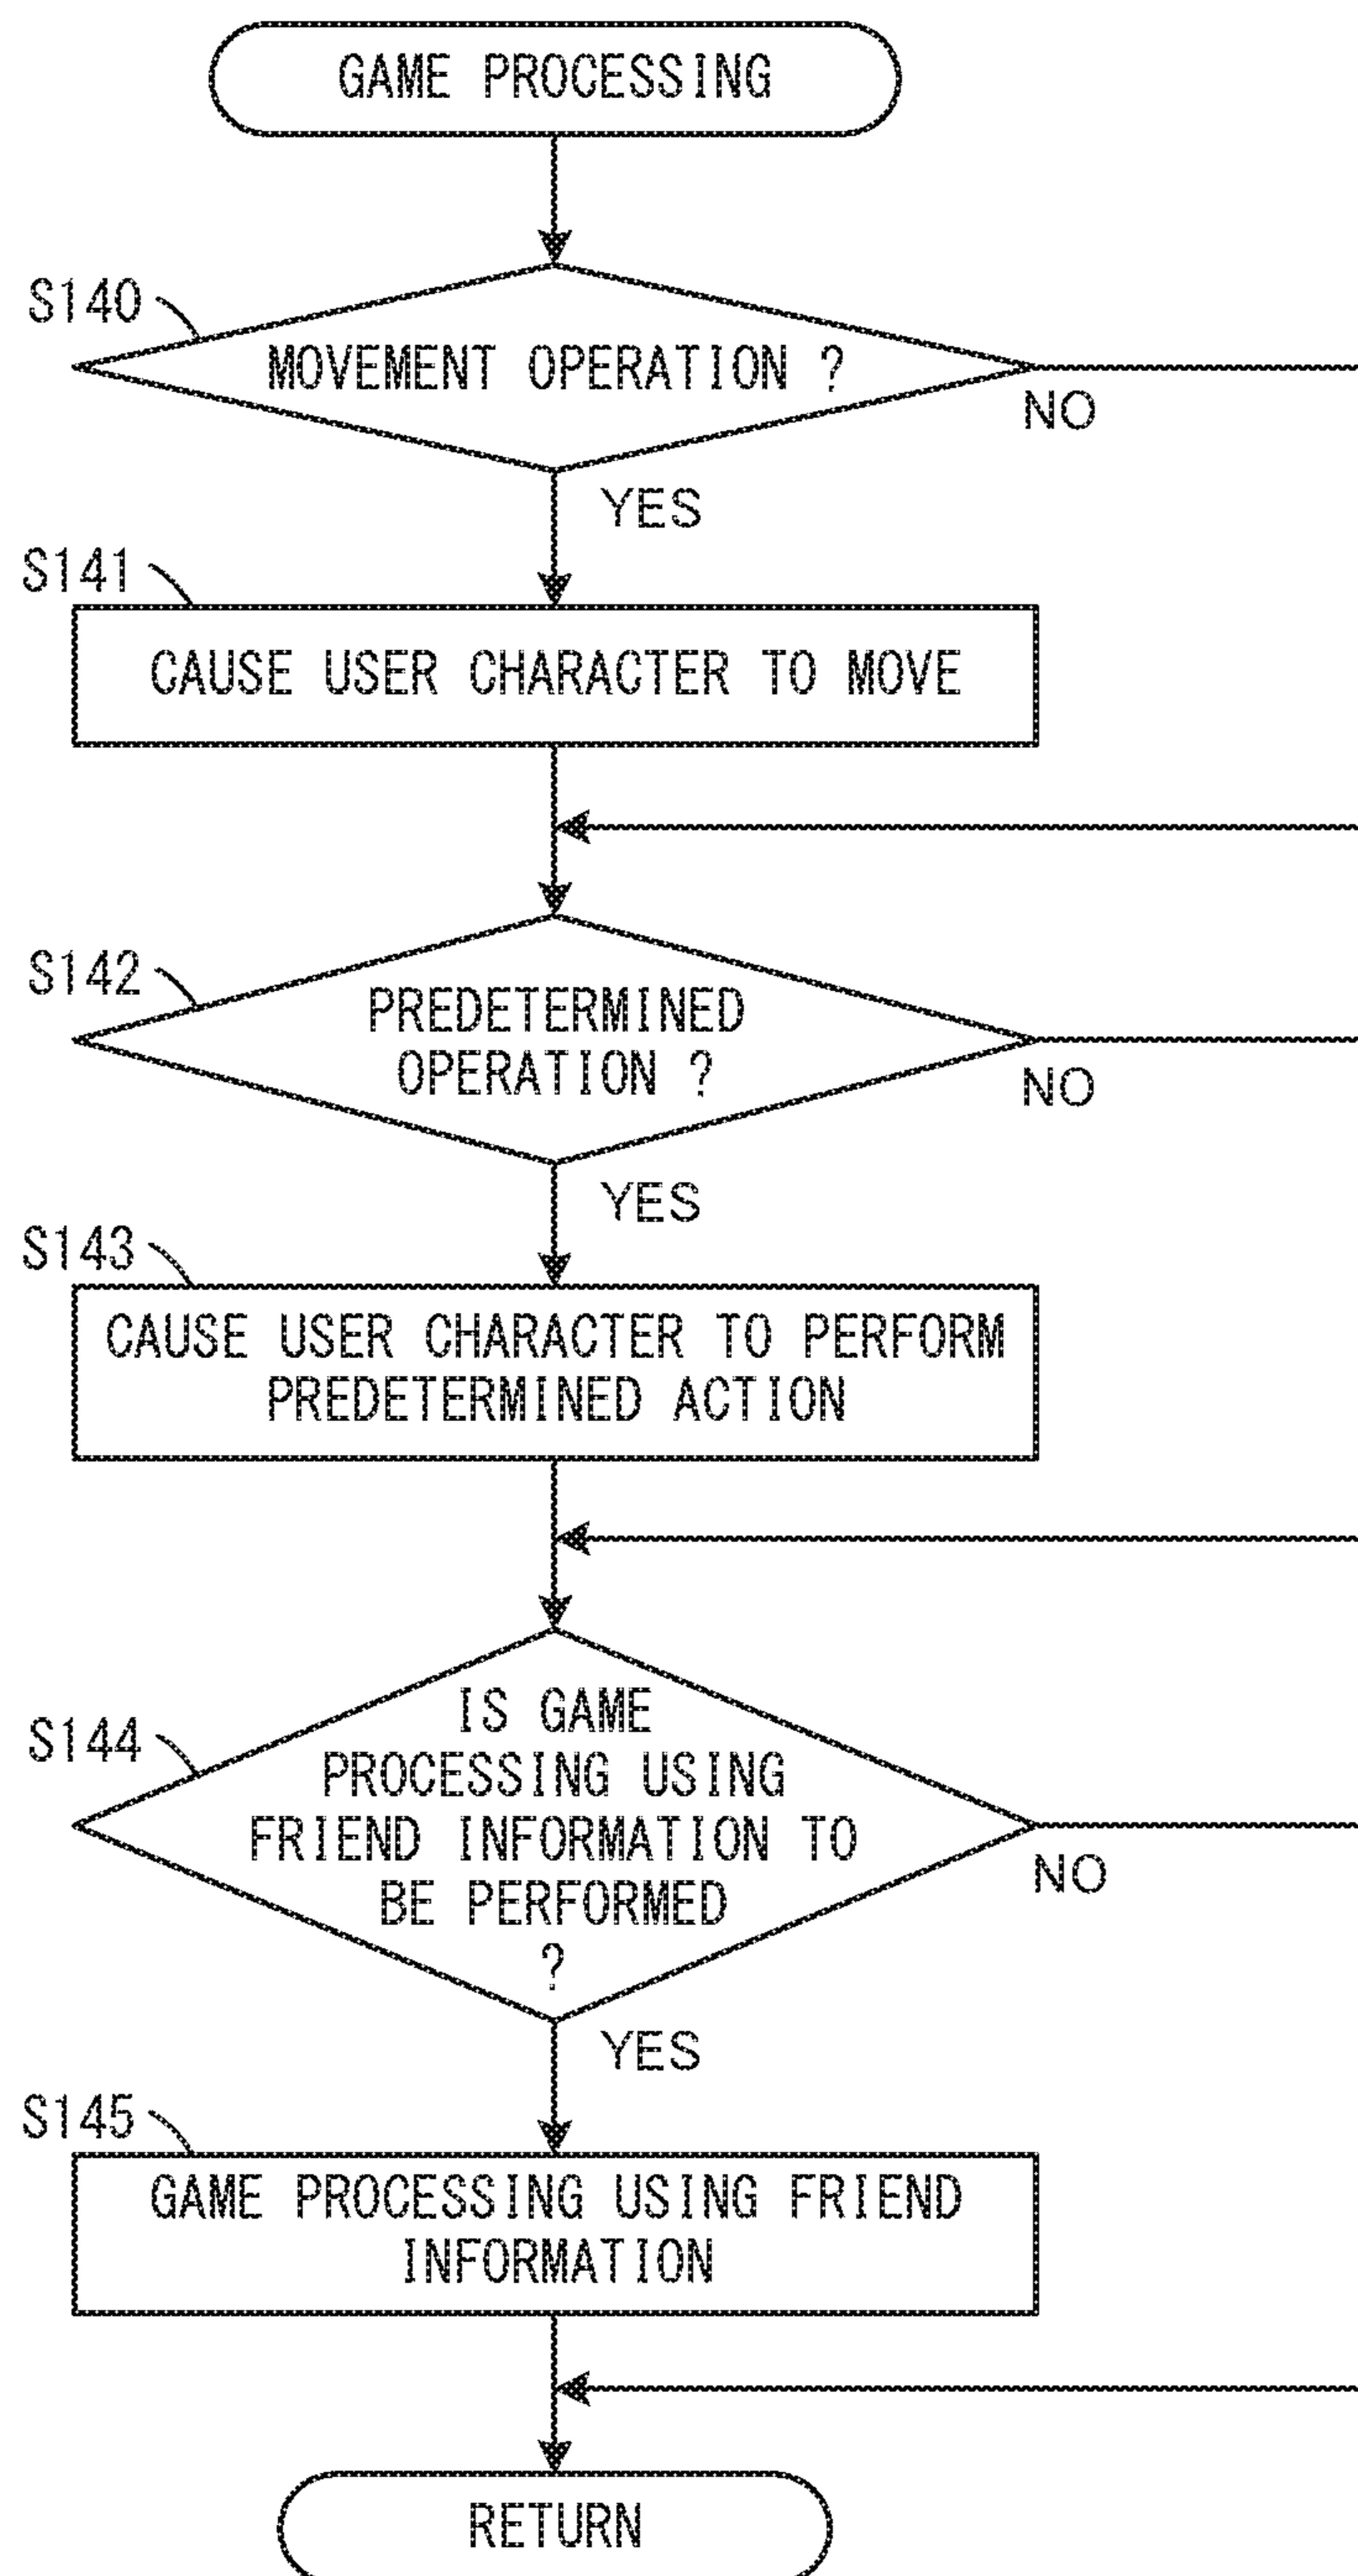 GAME PROCESSING
S140
MOVEMENT OPERATION ?
NO
YES
S141
CAUSE USER CHARACTER TO MOVE
S142
PREDETERMINED
OPERATION ?
NO
YES
S143
CAUSE USER CHARACTER TO PERFORM
PREDETERMINED ACTION
S144
IS GAME
PROCESSING USING
FRIEND INFORMATION TO
BE PERFORMED
?
NO
YES
S145
GAME PROCESSING USING FRIEND
INFORMATION
RETURN